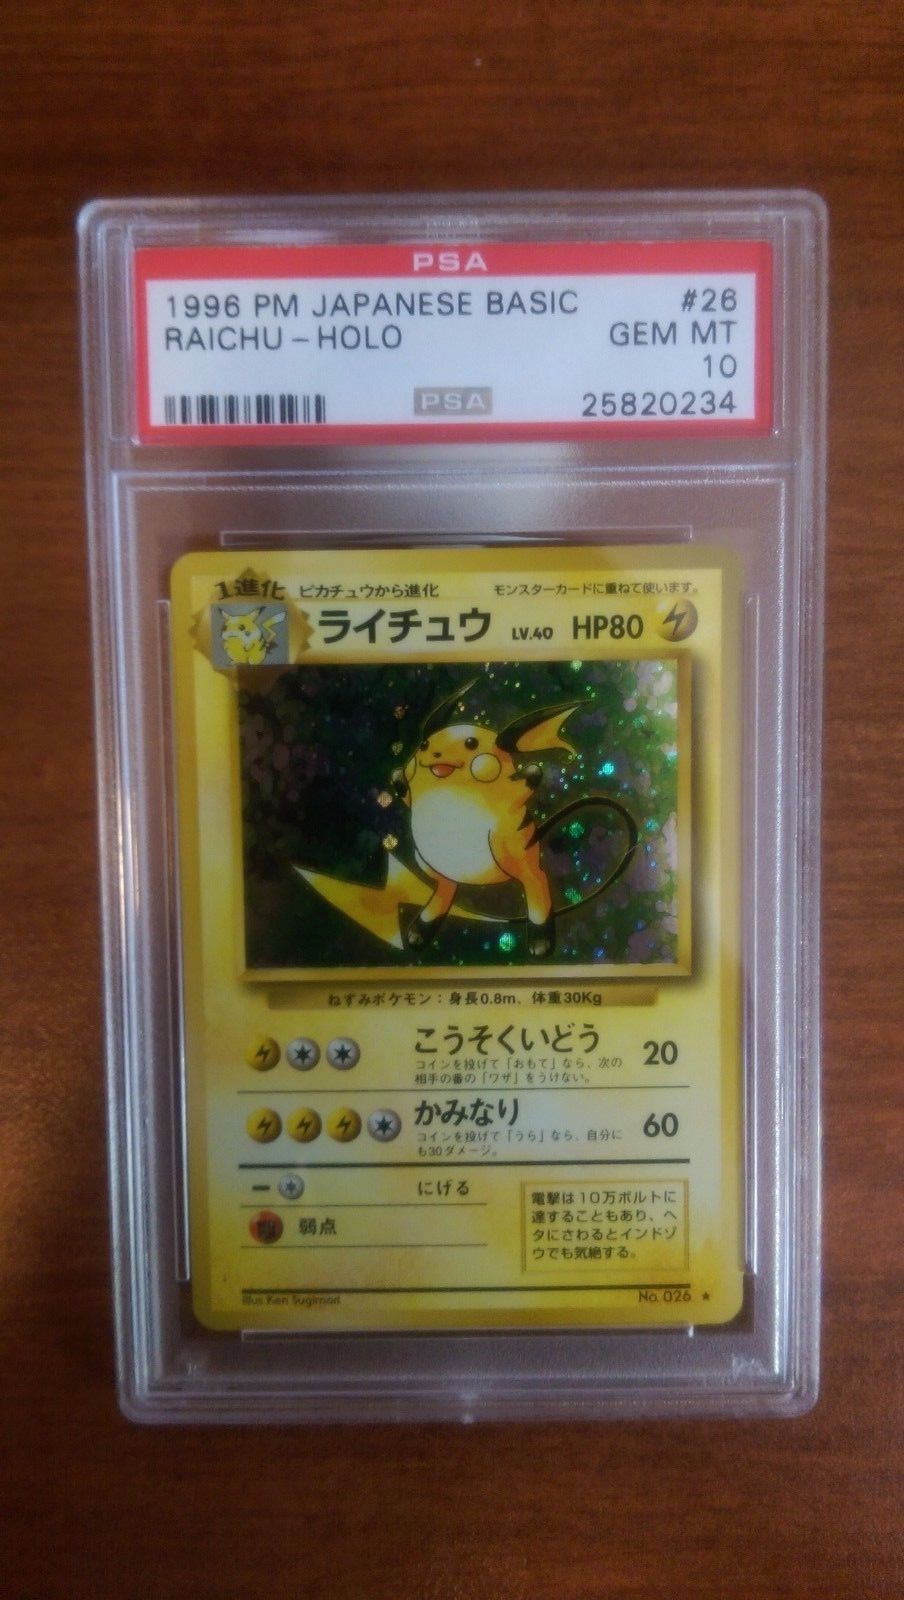 PSA
1996 PM JAPANESE BASIC #26
RAICHU - HOLO GEM MT
10
PSA 25820234
1進化 ピカチュウから進化 モンスターカードに重ねて使います。
ライチュウ LV.40 HP80
ねずみポケモン：身長0.8m、体重30Kg
こうそくいどう 20
コインを投げて「おもて」なら、次の
相手の番の「ワザ」をうけない。
かみなり 60
コインを投げて「うら」なら、自分に
も30ダメージ。
にげる
弱点
電撃は10万ボルトに
達することもあり、ヘ
タにさわるとインドゾ
ウでも気絶する。
Illus. Ken Sugimori No. 026 ★